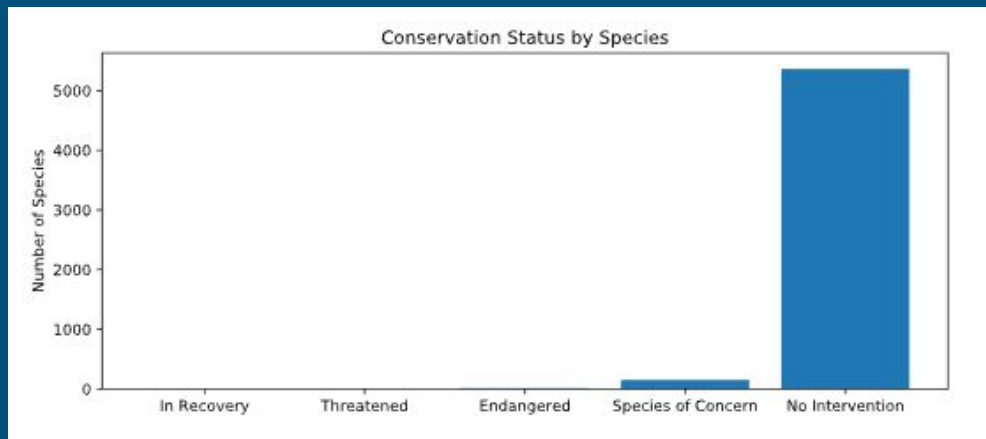 Conservation Status by Species
Number of Species
5000
4000
3000
2000
1000
0
In Recovery Threatened Endangered Species of Concern No Intervention